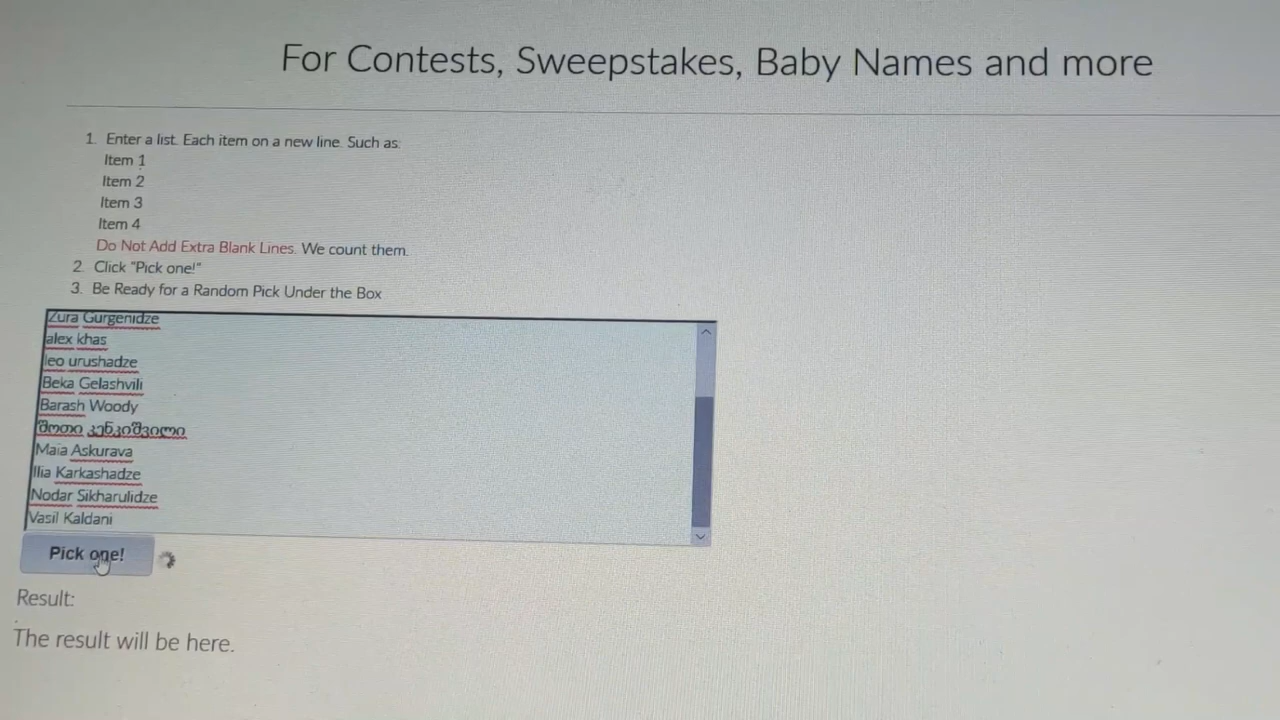 For Contests, Sweepstakes, Baby Names and more
1. Enter a list. Each item on a new line. Such as:
Item 1
Item 2
Item 3
Item 4
Do Not Add Extra Blank Lines. We count them.
2. Click "Pick one!"
3. Be Ready for a Random Pick Under the Box
Zura Gurgenidze
alex khas
leo urushadze
Beka Gelashvili
Barash Woody
შოთი კენკიშვილი
Maia Askurava
Ilia Karkashadze
Nodar Sikharulidze
Vasil Kaldani
Pick one!
Result:
The result will be here.